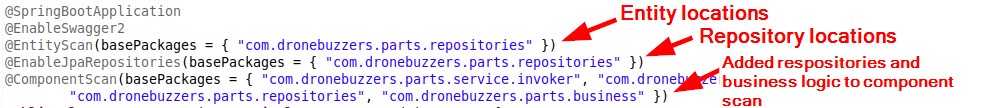 @SpringBootApplication
@EnableSwagger2
@EntityScan(basePackages = { "com.dronebuzzers.parts.repositories" })
@EnableJpaRepositories(basePackages = { "com.dronebuzzers.parts.repositories" })
@ComponentScan(basePackages = { "com.dronebuzzers.parts.service.invoker", "com.dronebuzze
"com.dronebuzzers.parts.repositories", "com.dronebuzzers.parts.business" })
Entity locations
Repository locations
Added respositories and
business logic to component
scan